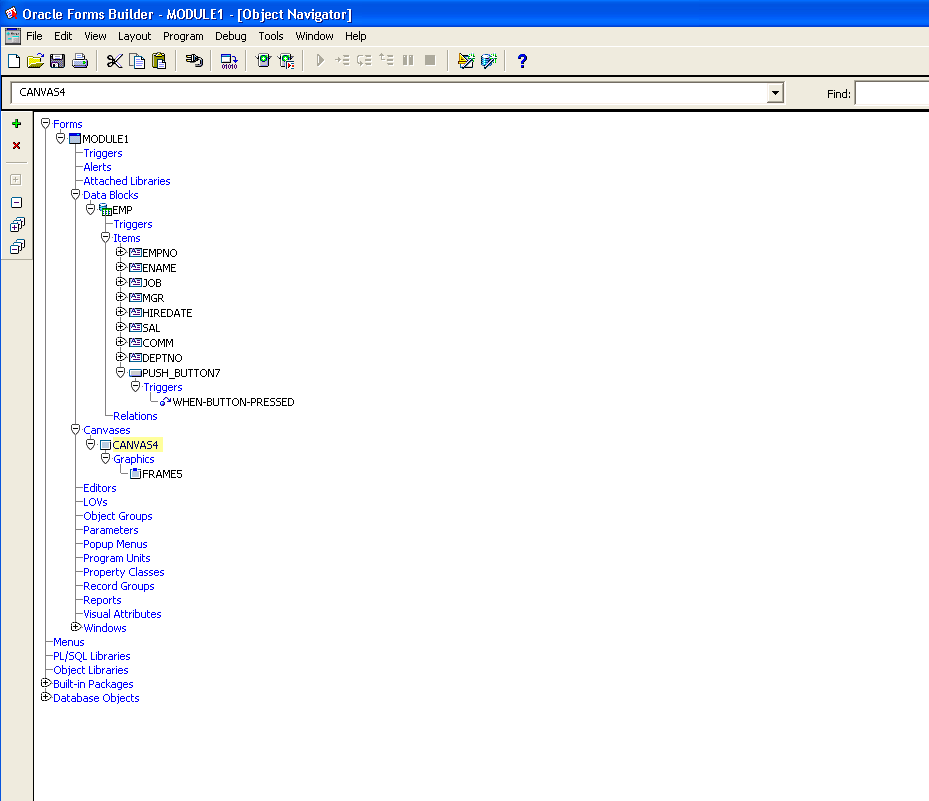 Oracle Forms Builder - MODULE1 - [Object Navigator]
File Edit View Layout Program Debug Tools Window Help
CANVAS4 Find:
Forms
MODULE1
Triggers
Alerts
Attached Libraries
Data Blocks
EMP
Triggers
Items
EMPNO
ENAME
JOB
MGR
HIREDATE
SAL
COMM
DEPTNO
PUSH_BUTTON7
Triggers
WHEN-BUTTON-PRESSED
Relations
Canvases
CANVAS4
Graphics
FRAME5
Editors
LOVs
Object Groups
Parameters
Popup Menus
Program Units
Property Classes
Record Groups
Reports
Visual Attributes
Windows
Menus
PL/SQL Libraries
Object Libraries
Built-in Packages
Database Objects